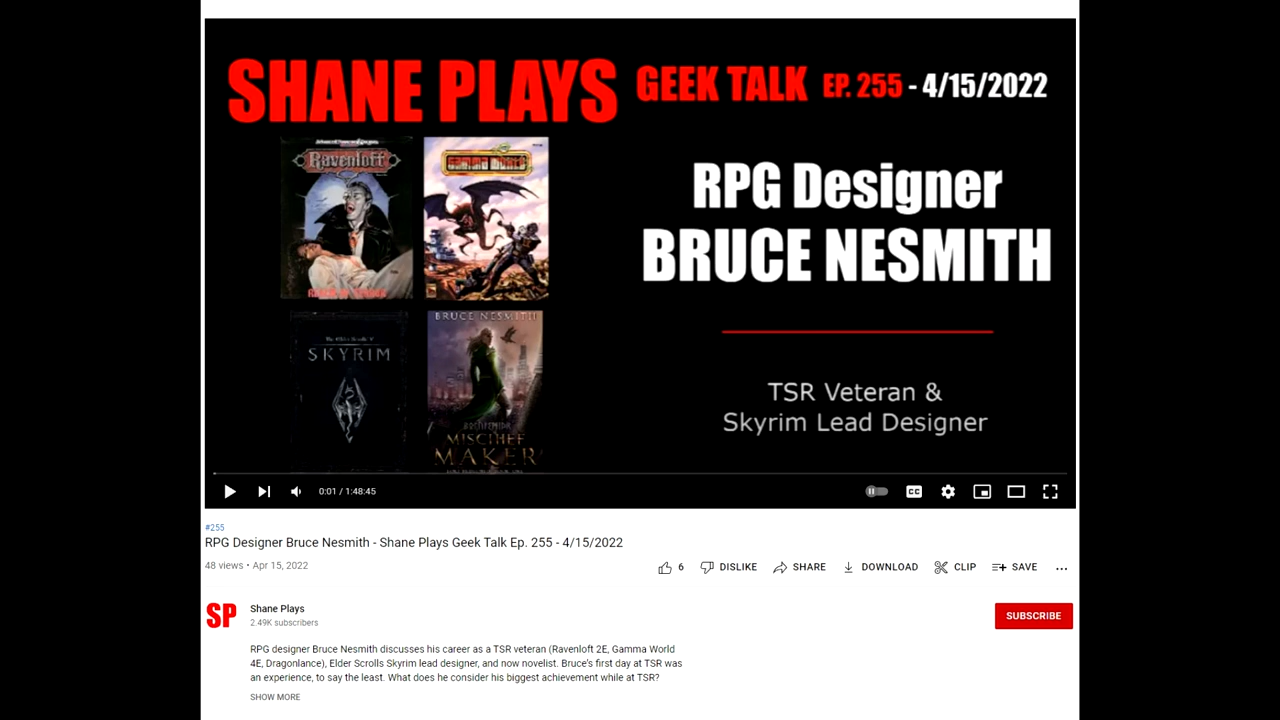 SHANE PLAYS GEEK TALK EP. 255 - 4/15/2022
Ravenloft
GAMMA WORLD
RPG Designer
BRUCE NESMITH
The Elder Scrolls V
SKYRIM
BRUCE NESMITH
MISCHIEF
MAKER
TSR Veteran &
Skyrim Lead Designer
0:01 / 1:48:45
CC
#255
RPG Designer Bruce Nesmith - Shane Plays Geek Talk Ep. 255 - 4/15/2022
48 views • Apr 15, 2022
6 DISLIKE SHARE DOWNLOAD CLIP SAVE ...
SP
Shane Plays
2.49K subscribers
SUBSCRIBE
RPG designer Bruce Nesmith discusses his career as a TSR veteran (Ravenloft 2E, Gamma World
4E, Dragonlance), Elder Scrolls Skyrim lead designer, and now novelist. Bruce's first day at TSR was
an experience, to say the least. What does he consider his biggest achievement while at TSR?
SHOW MORE